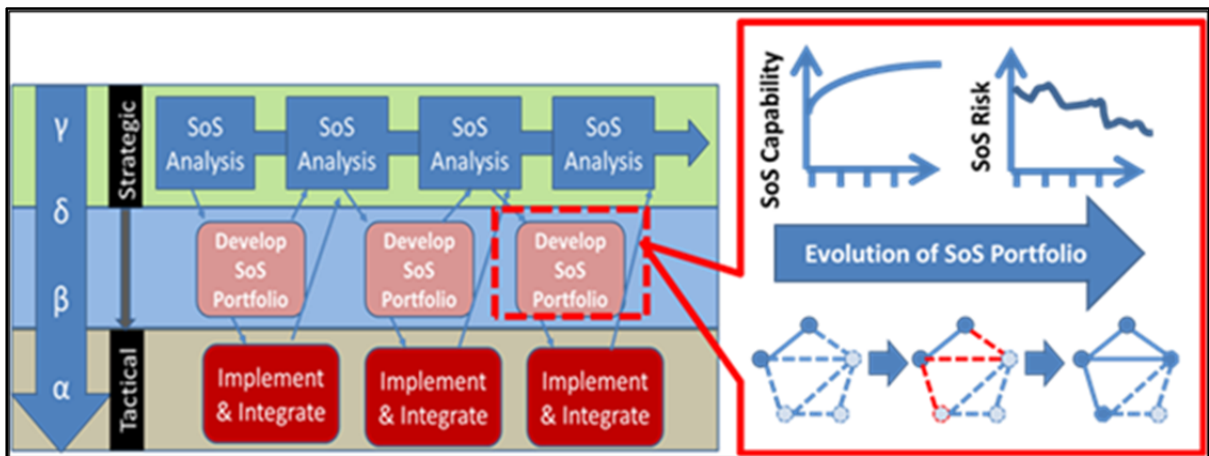 γ
δ
β
α
Strategic
Tactical
SoS
Analysis
SoS
Analysis
SoS
Analysis
SoS
Analysis
Develop
SoS
Portfolio
Develop
SoS
Portfolio
Develop
SoS
Portfolio
Implement
& Integrate
Implement
& Integrate
Implement
& Integrate
SoS Capability
SoS Risk
Evolution of SoS Portfolio